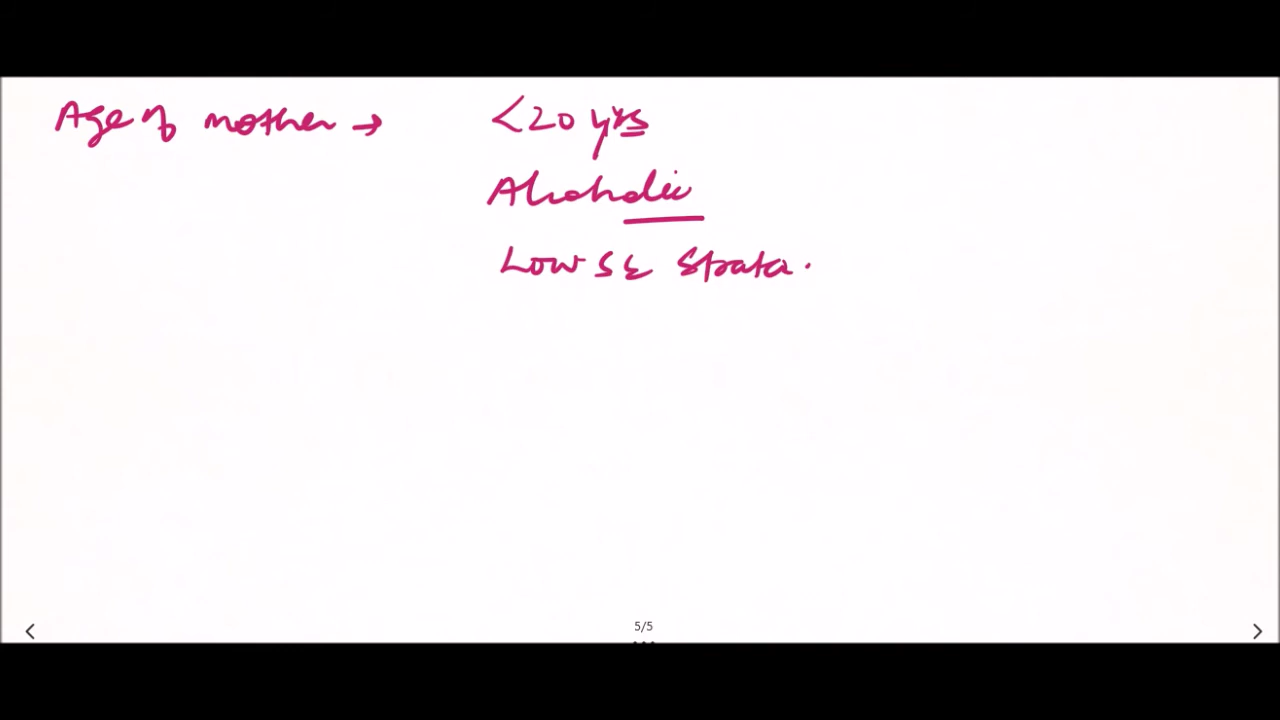 Age of mother → <20 yrs
Alcoholic
Low SE Strata.
5/5